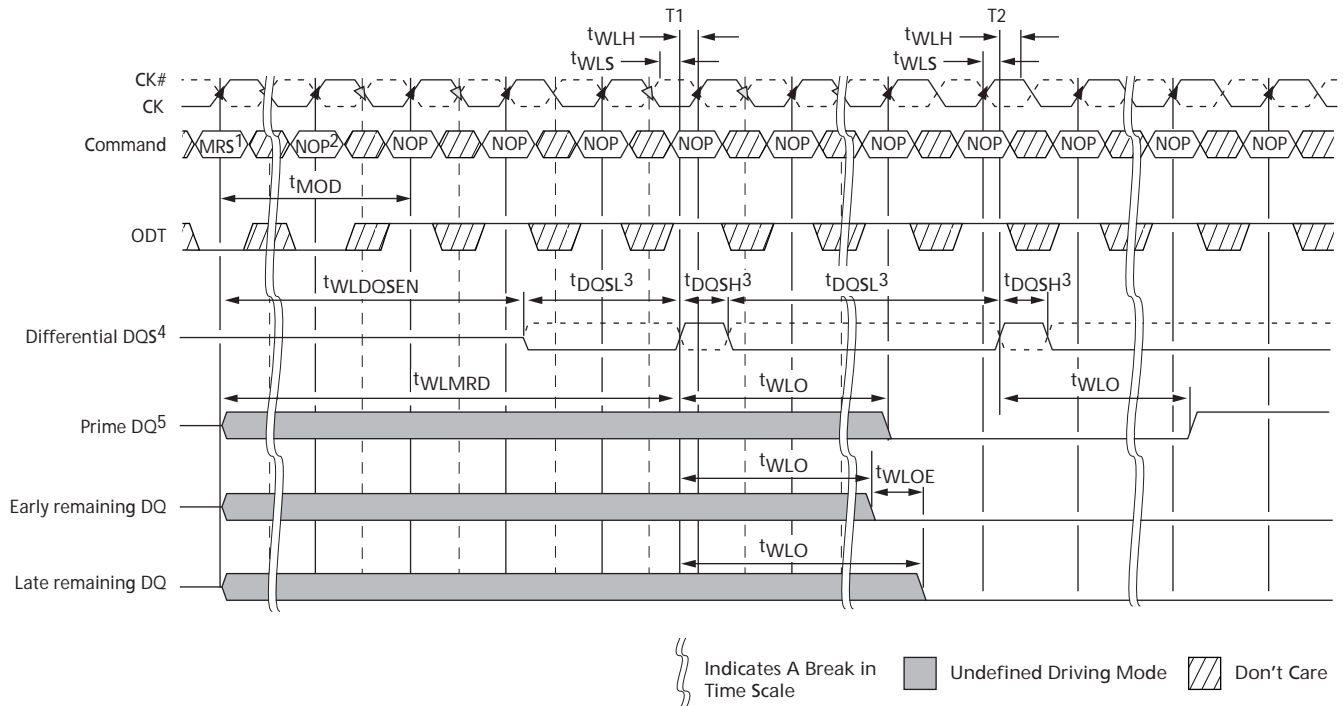 T1 T2
tWLH tWLH
tWLS tWLS
CK#
CK
Command MRS1 NOP2 NOP NOP NOP NOP NOP NOP NOP NOP NOP NOP
tMOD
ODT
tWLDQSEN tDQSL3 tDQSH3 tDQSL3 tDQSH3
Differential DQS4
tWLMRD tWLO tWLO
Prime DQ5
tWLO tWLOE
Early remaining DQ
tWLO
Late remaining DQ
Indicates A Break in
Time Scale
Undefined Driving Mode
Don't Care